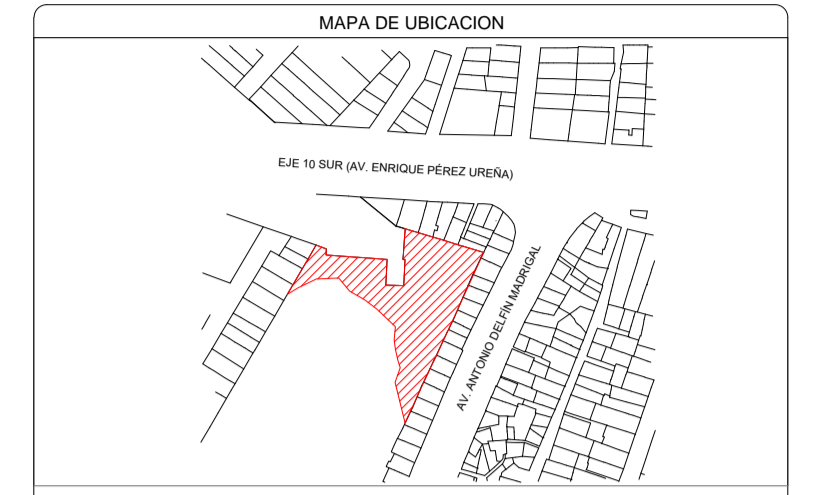 MAPA DE UBICACION
EJE 10 SUR (AV. ENRIQUE PÉREZ UREÑA)
AV. ANTONIO DELFÍN MADRIGAL